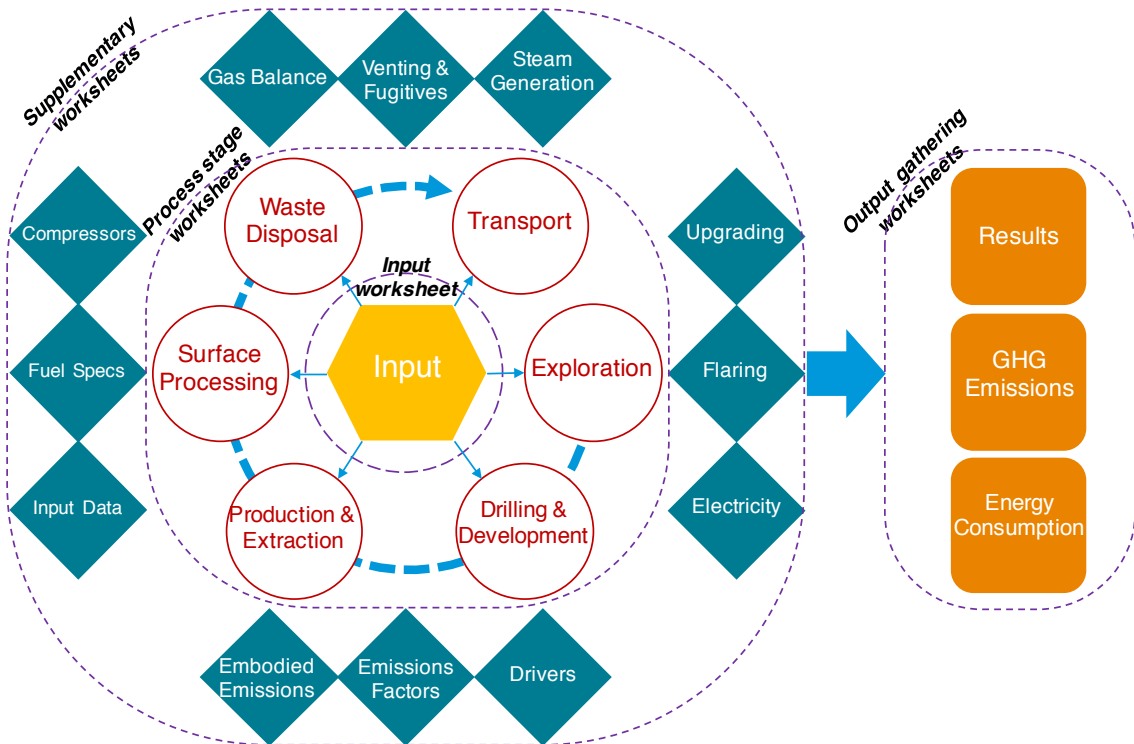 Supplementary
worksheets
Gas Balance
Venting &
Fugitives
Steam
Generation
Process stage
worksheets
Output gathering
worksheets
Compressors
Waste
Disposal
Transport
Upgrading
Results
Input
worksheet
Fuel Specs
Surface
Processing
Input
Exploration
Flaring
GHG
Emissions
Input Data
Production &
Extraction
Drilling &
Development
Electricity
Energy
Consumption
Embodied
Emissions
Emissions
Factors
Drivers